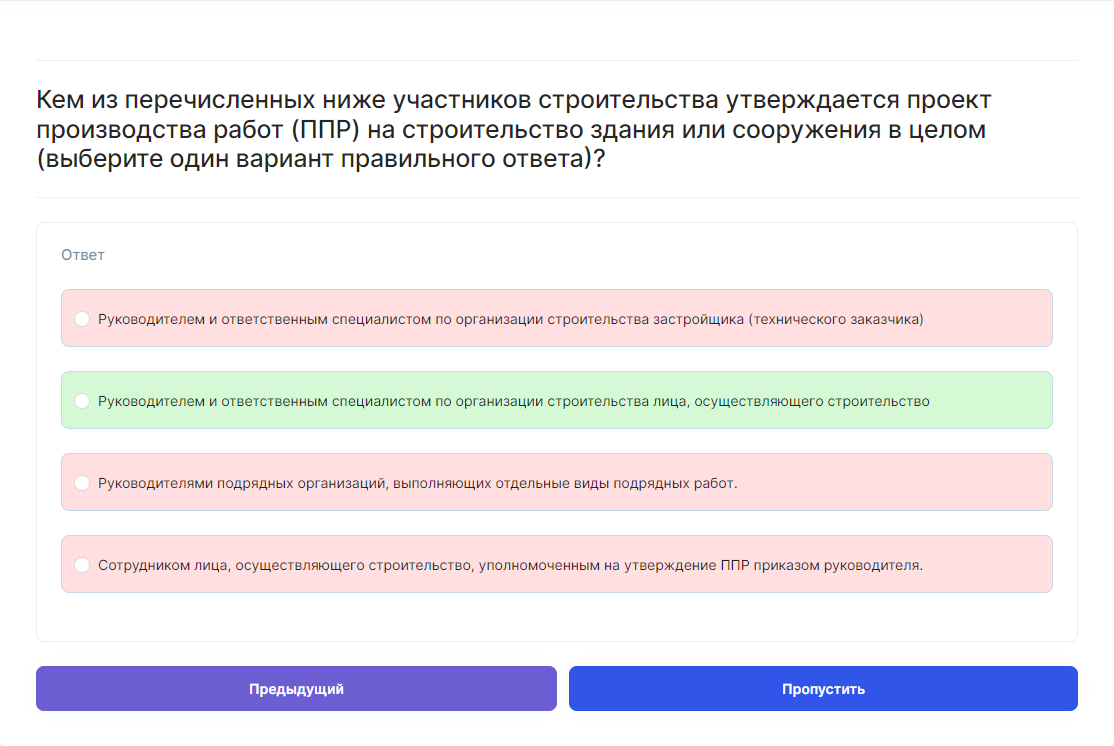 Кем из перечисленных ниже участников строительства утверждается проект
производства работ (ППР) на строительство здания или сооружения в целом
(выберите один вариант правильного ответа)?
Ответ
Руководителем и ответственным специалистом по организации строительства застройщика (технического заказчика)
Руководителем и ответственным специалистом по организации строительства лица, осуществляющего строительство
Руководителями подрядных организаций, выполняющих отдельные виды подрядных работ.
Сотрудником лица, осуществляющего строительство, уполномоченным на утверждение ППР приказом руководителя.
Предыдущий
Пропустить